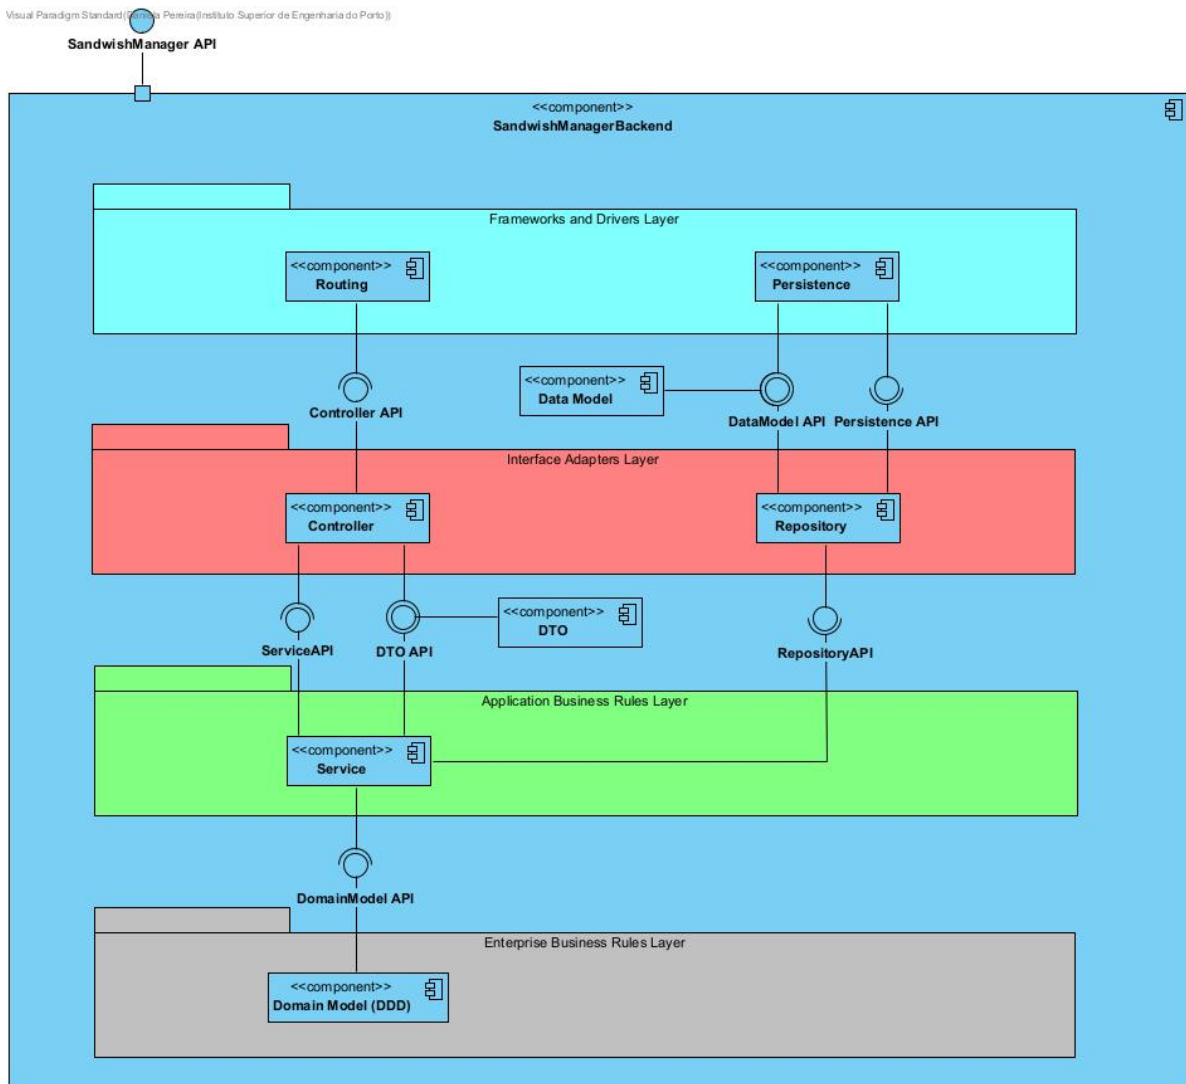 Visual Paradigm Standard(Daniela Pereira(Instituto Superior de Engenharia do Porto))
SandwishManager API
<<component>>
SandwishManagerBackend
Frameworks and Drivers Layer
<<component>>
Routing
<<component>>
Persistence
<<component>>
Data Model
Controller API
DataModel API
Persistence API
Interface Adapters Layer
<<component>>
Controller
<<component>>
Repository
<<component>>
DTO
ServiceAPI
DTO API
RepositoryAPI
Application Business Rules Layer
<<component>>
Service
DomainModel API
Enterprise Business Rules Layer
<<component>>
Domain Model (DDD)